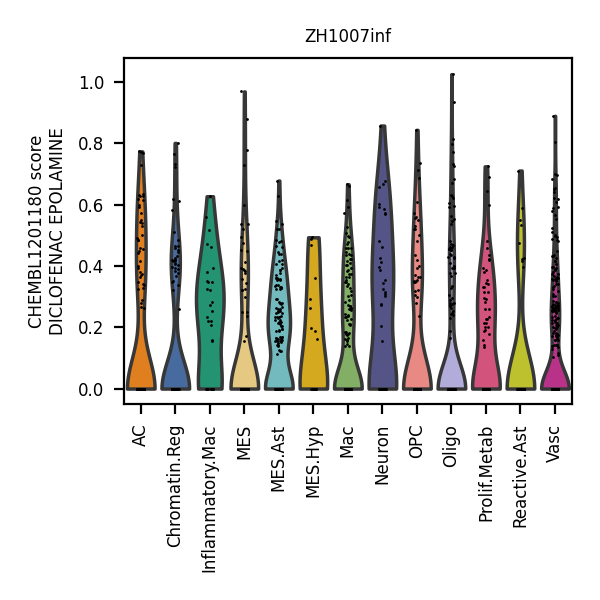 ZH1007inf
CHEMBL1201180 score
DICLOFENAC EPOLAMINE
1.0
0.8
0.6
0.4
0.2
0.0
AC
Chromatin.Reg
Inflammatory.Mac
MES
MES.Ast
MES.Hyp
Mac
Neuron
OPC
Oligo
Prolif.Metab
Reactive.Ast
Vasc